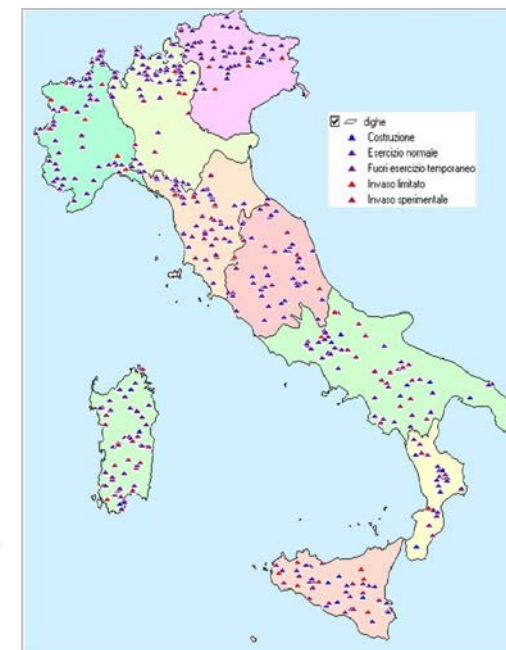 dighe
Costruzione
Esercizio normale
Fuori esercizio temporaneo
Invaso limitato
Invaso sperimentale